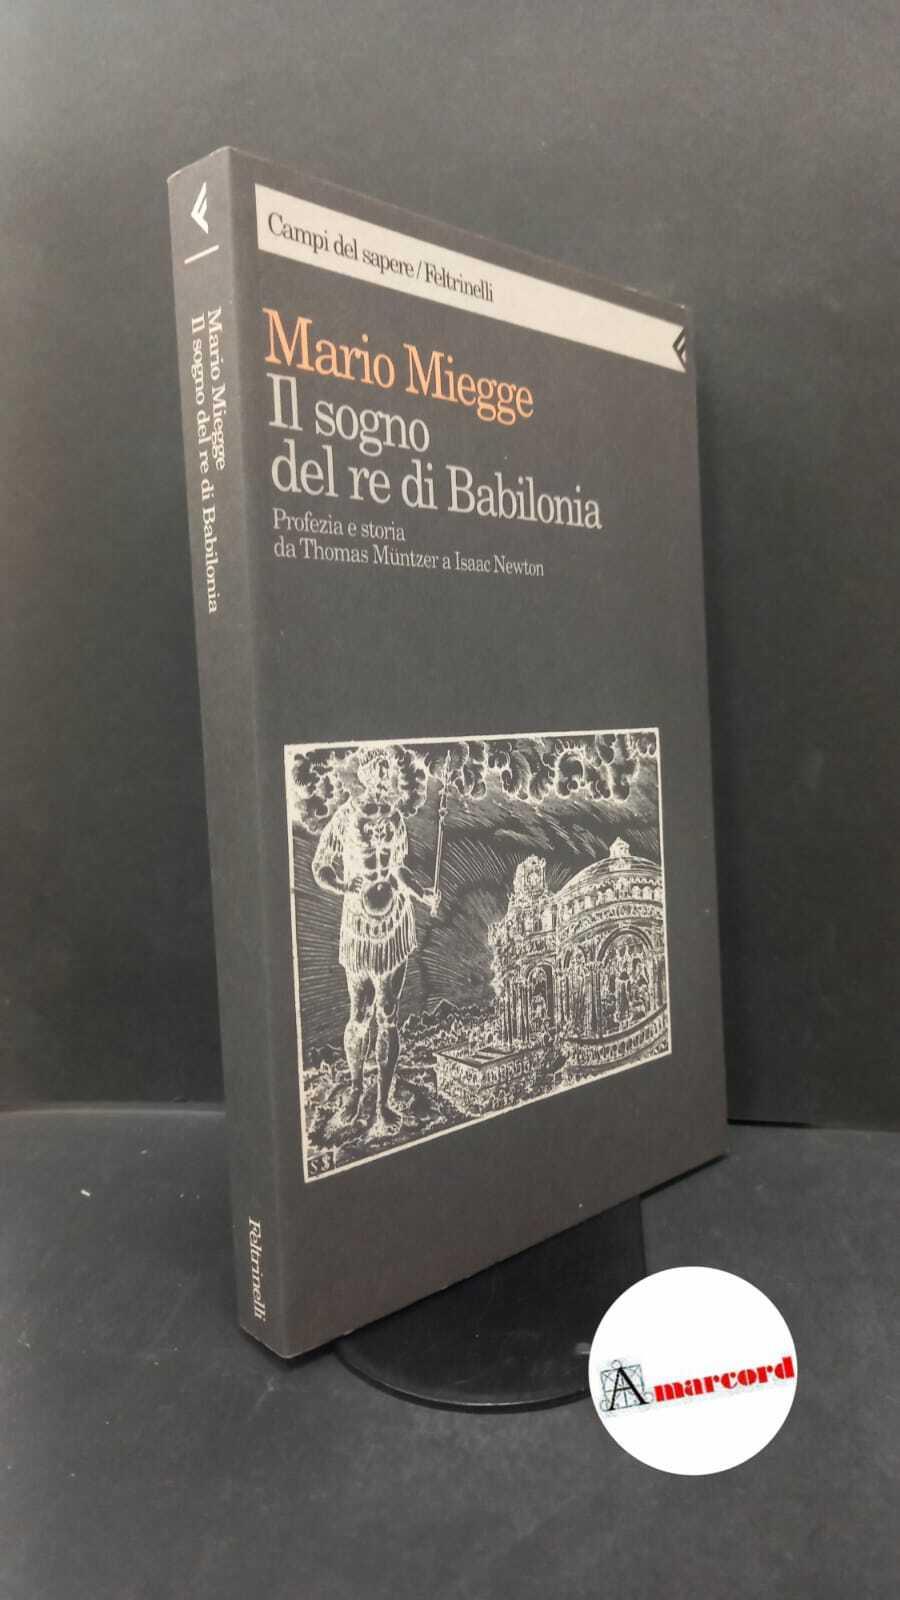 Campi del sapere/Feltrinelli
Mario Miegge
Il sogno
del re di Babilonia
Profezia e storia
da Thomas Müntzer a Isaac Newton
Mario Miegge
Il sogno del re di Babilonia
Feltrinelli
SS
Amarcord